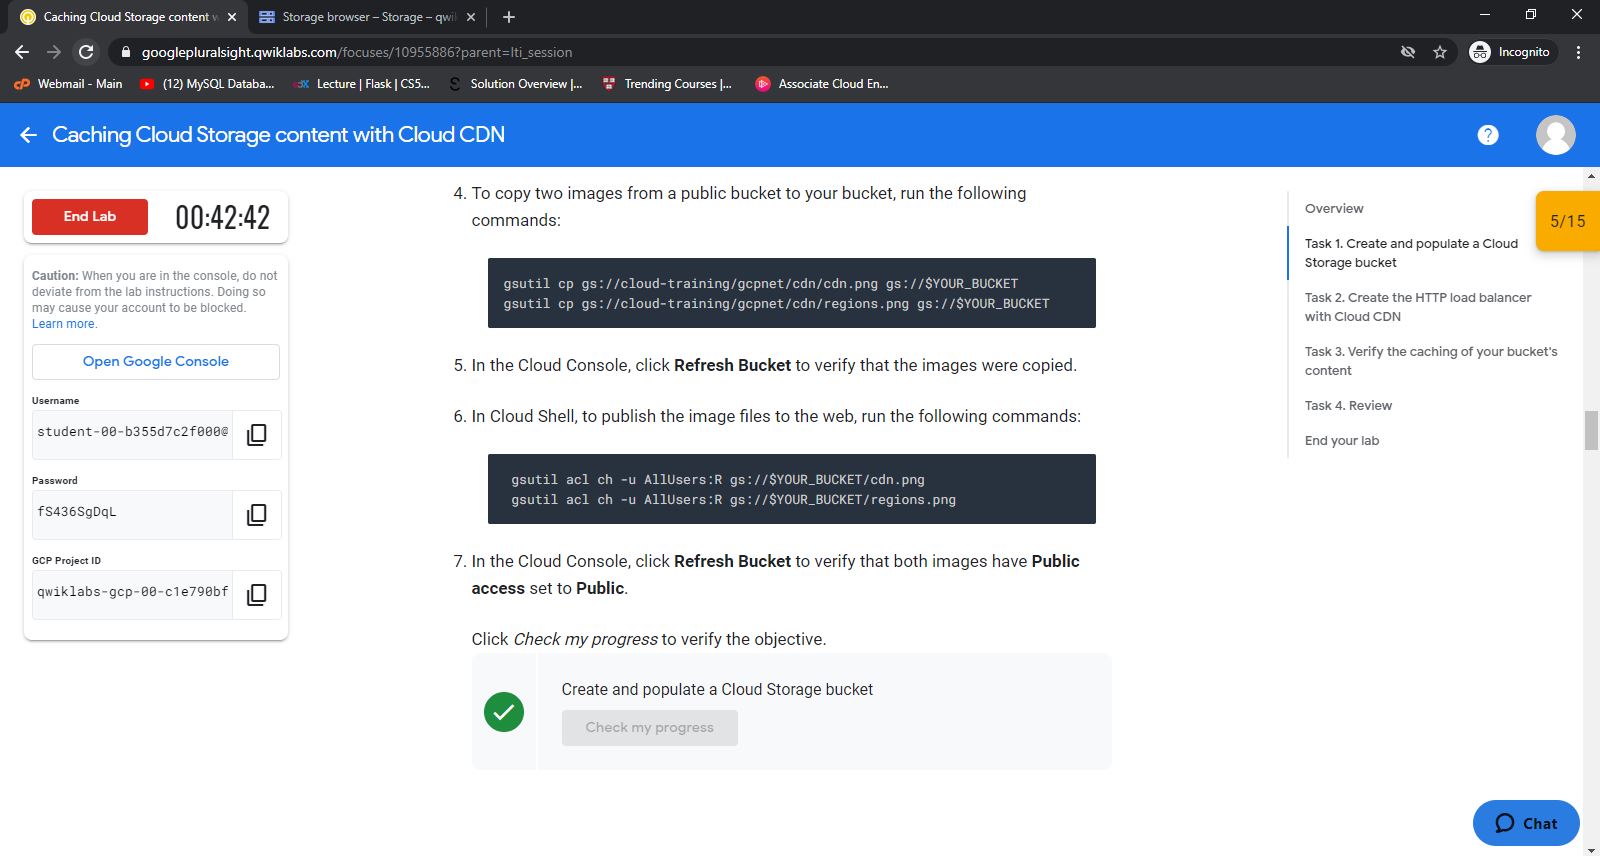 Caching Cloud Storage content w
Storage browser – Storage – qwik
googlepluralsight.qwiklabs.com/focuses/10955886?parent=lti_session
Incognito
Webmail - Main
(12) MySQL Databa...
Lecture | Flask | CS5...
Solution Overview |...
Trending Courses |...
Associate Cloud En...
Caching Cloud Storage content with Cloud CDN
?
End Lab
00:42:42
Caution: When you are in the console, do not
deviate from the lab instructions. Doing so
may cause your account to be blocked.
Learn more.
Open Google Console
Username
student-00-b355d7c2f000@
Password
fS436SgDqL
GCP Project ID
qwiklabs-gcp-00-c1e790bf
4. To copy two images from a public bucket to your bucket, run the following
commands:
gsutil cp gs://cloud-training/gcpnet/cdn/cdn.png gs://$YOUR_BUCKET
gsutil cp gs://cloud-training/gcpnet/cdn/regions.png gs://$YOUR_BUCKET
5. In the Cloud Console, click Refresh Bucket to verify that the images were copied.
6. In Cloud Shell, to publish the image files to the web, run the following commands:
gsutil acl ch -u AllUsers:R gs://$YOUR_BUCKET/cdn.png
gsutil acl ch -u AllUsers:R gs://$YOUR_BUCKET/regions.png
7. In the Cloud Console, click Refresh Bucket to verify that both images have Public
access set to Public.
Click Check my progress to verify the objective.
Create and populate a Cloud Storage bucket
Check my progress
Overview
Task 1. Create and populate a Cloud
Storage bucket
Task 2. Create the HTTP load balancer
with Cloud CDN
Task 3. Verify the caching of your bucket's
content
Task 4. Review
End your lab
5/15
Chat